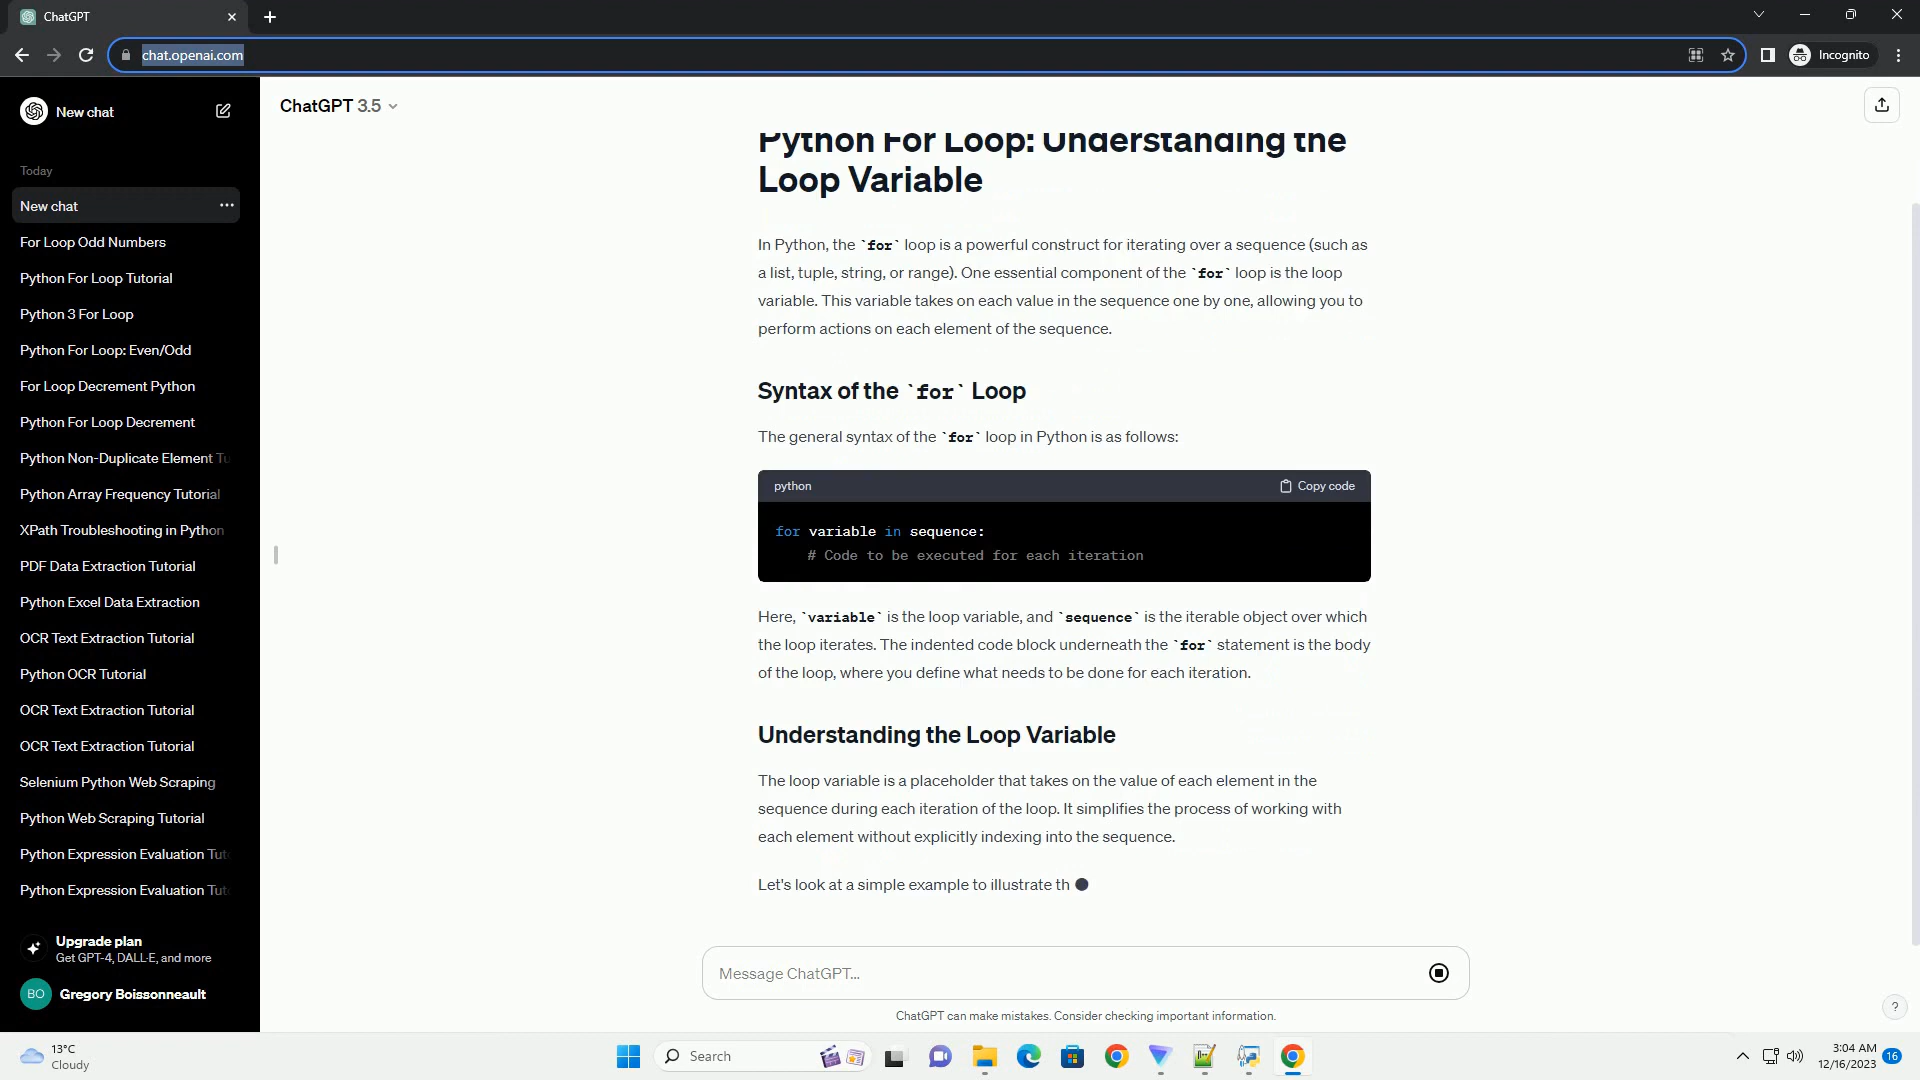 ChatGPT
chat.openai.com
Incognito
New chat
Today
New chat
For Loop Odd Numbers
Python For Loop Tutorial
Python 3 For Loop
Python For Loop: Even/Odd
For Loop Decrement Python
Python For Loop Decrement
Python Non-Duplicate Element Tu
Python Array Frequency Tutorial
XPath Troubleshooting in Python
PDF Data Extraction Tutorial
Python Excel Data Extraction
OCR Text Extraction Tutorial
Python OCR Tutorial
OCR Text Extraction Tutorial
OCR Text Extraction Tutorial
Selenium Python Web Scraping
Python Web Scraping Tutorial
Python Expression Evaluation Tut
Python Expression Evaluation Tut
Upgrade plan
Get GPT-4, DALL·E, and more
BO Gregory Boissonneault
ChatGPT 3.5
Python For Loop: Understanding the
Loop Variable
In Python, the `for` loop is a powerful construct for iterating over a sequence (such as
a list, tuple, string, or range). One essential component of the `for` loop is the loop
variable. This variable takes on each value in the sequence one by one, allowing you to
perform actions on each element of the sequence.
Syntax of the `for` Loop
The general syntax of the `for` loop in Python is as follows:
python Copy code
for variable in sequence:
    # Code to be executed for each iteration
Here, `variable` is the loop variable, and `sequence` is the iterable object over which
the loop iterates. The indented code block underneath the `for` statement is the body
of the loop, where you define what needs to be done for each iteration.
Understanding the Loop Variable
The loop variable is a placeholder that takes on the value of each element in the
sequence during each iteration of the loop. It simplifies the process of working with
each element without explicitly indexing into the sequence.
Let's look at a simple example to illustrate th
Message ChatGPT...
ChatGPT can make mistakes. Consider checking important information.
?
13°C
Cloudy
Search
3:04 AM
12/16/2023
16